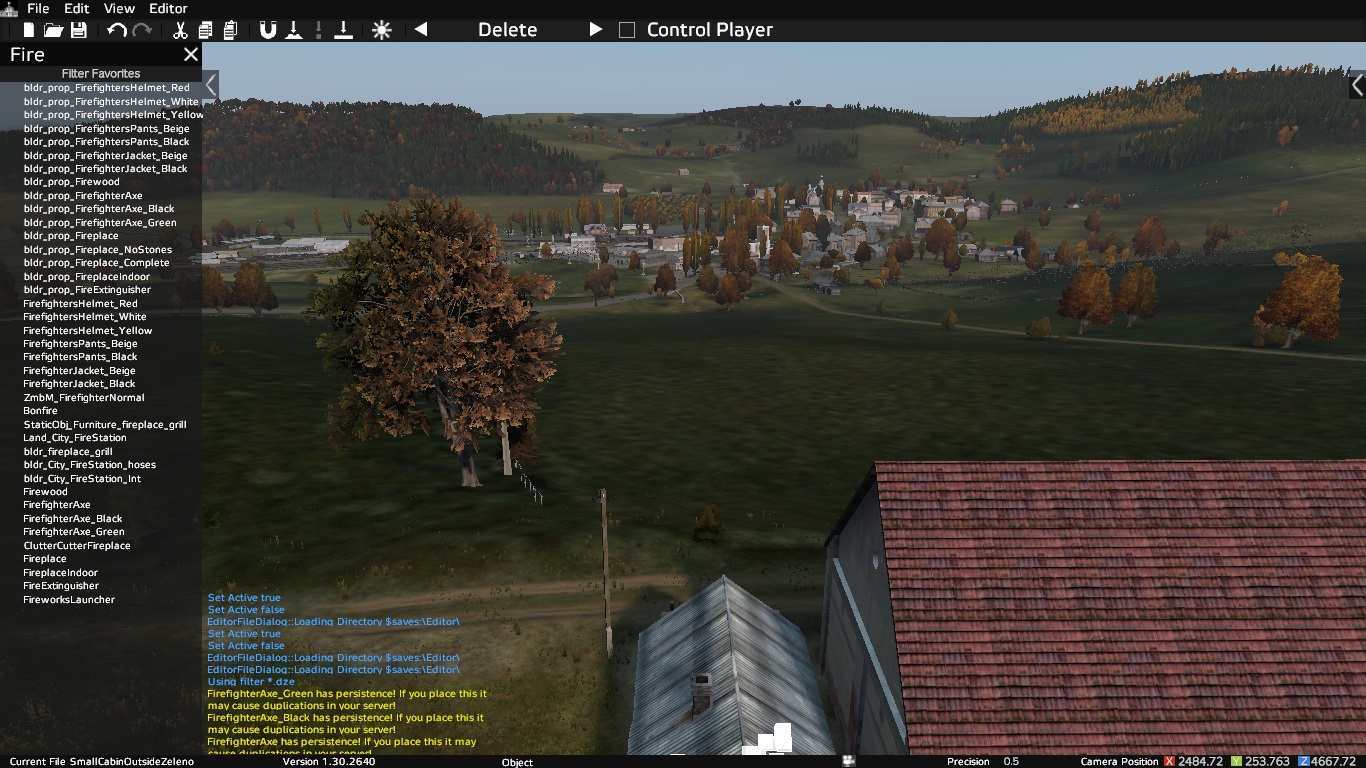 File Edit View Editor
Delete Control Player
Fire
Filter Favorites
bldr_prop_FirefightersHelmet_Red
bldr_prop_FirefightersHelmet_White
bldr_prop_FirefightersHelmet_Yellow
bldr_prop_FirefightersPants_Beige
bldr_prop_FirefightersPants_Black
bldr_prop_FirefighterJacket_Beige
bldr_prop_FirefighterJacket_Black
bldr_prop_Firewood
bldr_prop_FirefighterAxe
bldr_prop_FirefighterAxe_Black
bldr_prop_FirefighterAxe_Green
bldr_prop_Fireplace
bldr_prop_Fireplace_NoStones
bldr_prop_Fireplace_Complete
bldr_prop_FireplaceIndoor
bldr_prop_FireExtinguisher
FirefightersHelmet_Red
FirefightersHelmet_White
FirefightersHelmet_Yellow
FirefightersPants_Beige
FirefightersPants_Black
FirefighterJacket_Beige
FirefighterJacket_Black
ZmbM_FirefighterNormal
Bonfire
StaticObj_Furniture_fireplace_grill
Land_City_FireStation
bldr_fireplace_grill
bldr_City_FireStation_hoses
bldr_City_FireStation_Int
Firewood
FirefighterAxe
FirefighterAxe_Black
FirefighterAxe_Green
ClutterCutterFireplace
Fireplace
FireplaceIndoor
FireExtinguisher
FireworksLauncher
Set Active true
Set Active false
EditorFileDialog::Loading Directory $saves:\Editor\
Set Active true
Set Active false
EditorFileDialog::Loading Directory $saves:\Editor\
EditorFileDialog::Loading Directory $saves:\Editor\
Using filter *.dze
FirefighterAxe_Green has persistence! If you place this it
may cause duplications in your server!
FirefighterAxe_Black has persistence! If you place this it
may cause duplications in your server!
FirefighterAxe has persistence! If you place this it may
cause duplications in your server!
Current File SmallCabinOutsideZeleno Version 1.30.2640 Object Precision 0.5 Camera Position X 2484.72 Y 253.763 Z 4667.72